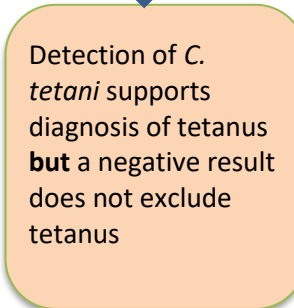 Detection of C.
tetani supports
diagnosis of tetanus
but a negative result
does not exclude
tetanus